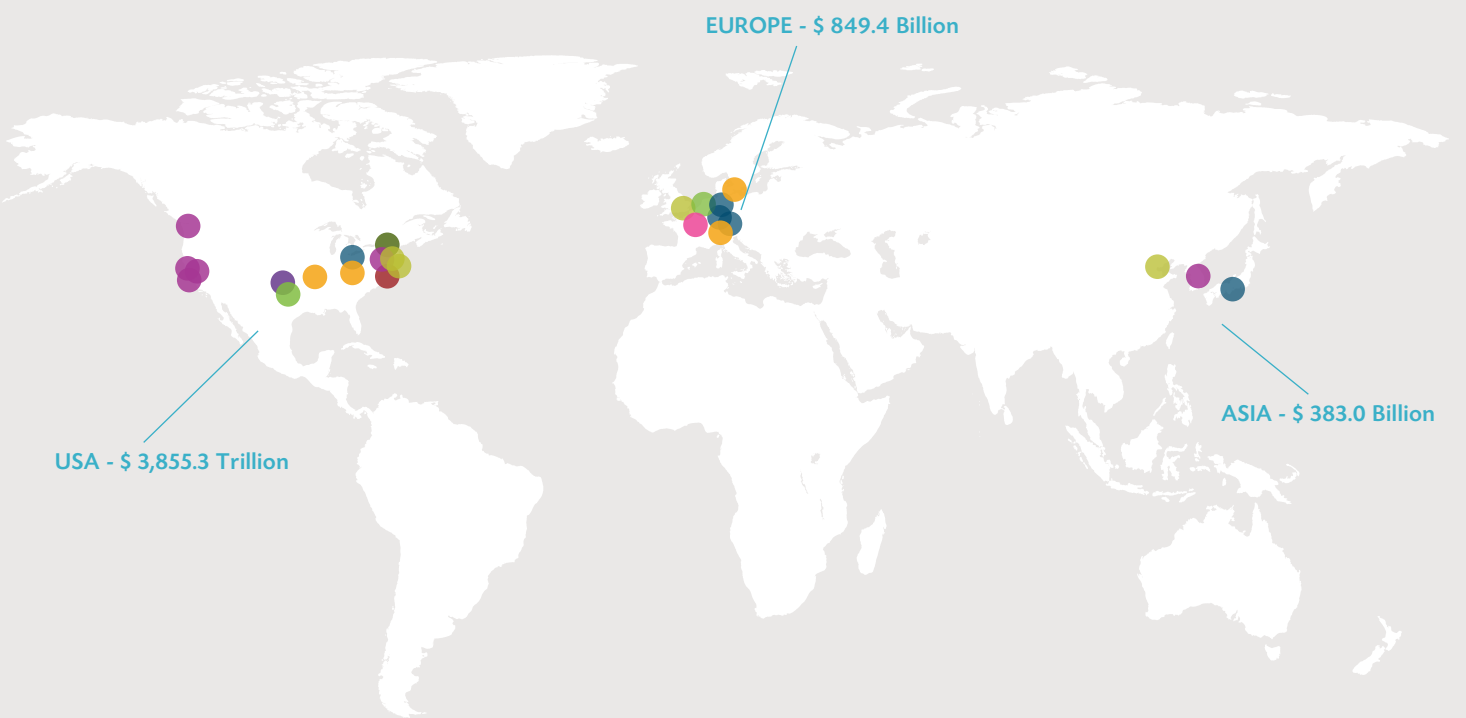 EUROPE - $ 849.4 Billion
ASIA - $ 383.0 Billion
USA - $ 3,855.3 Trillion